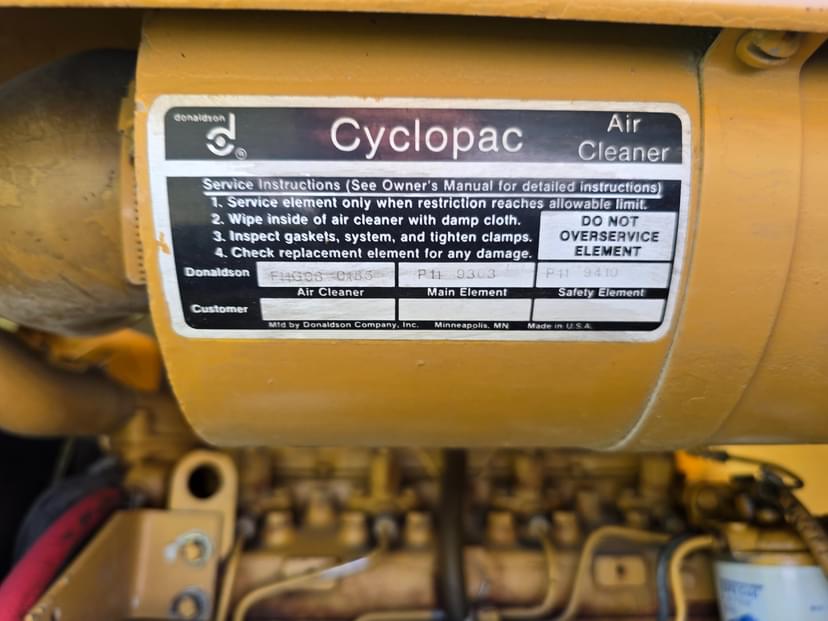 donaldson
d
®
Cyclopac
Air
Cleaner
Service Instructions (See Owner's Manual for detailed instructions)
1. Service element only when restriction reaches allowable limit.
2. Wipe inside of air cleaner with damp cloth.
3. Inspect gaskets, system, and tighten clamps.
4. Check replacement element for any damage.
DO NOT
OVERSERVICE
ELEMENT
Donaldson P11 9303 P11 9410
Air Cleaner Main Element Safety Element
Customer
Mfd by Donaldson Company, Inc. Minneapolis, MN Made in U.S.A.